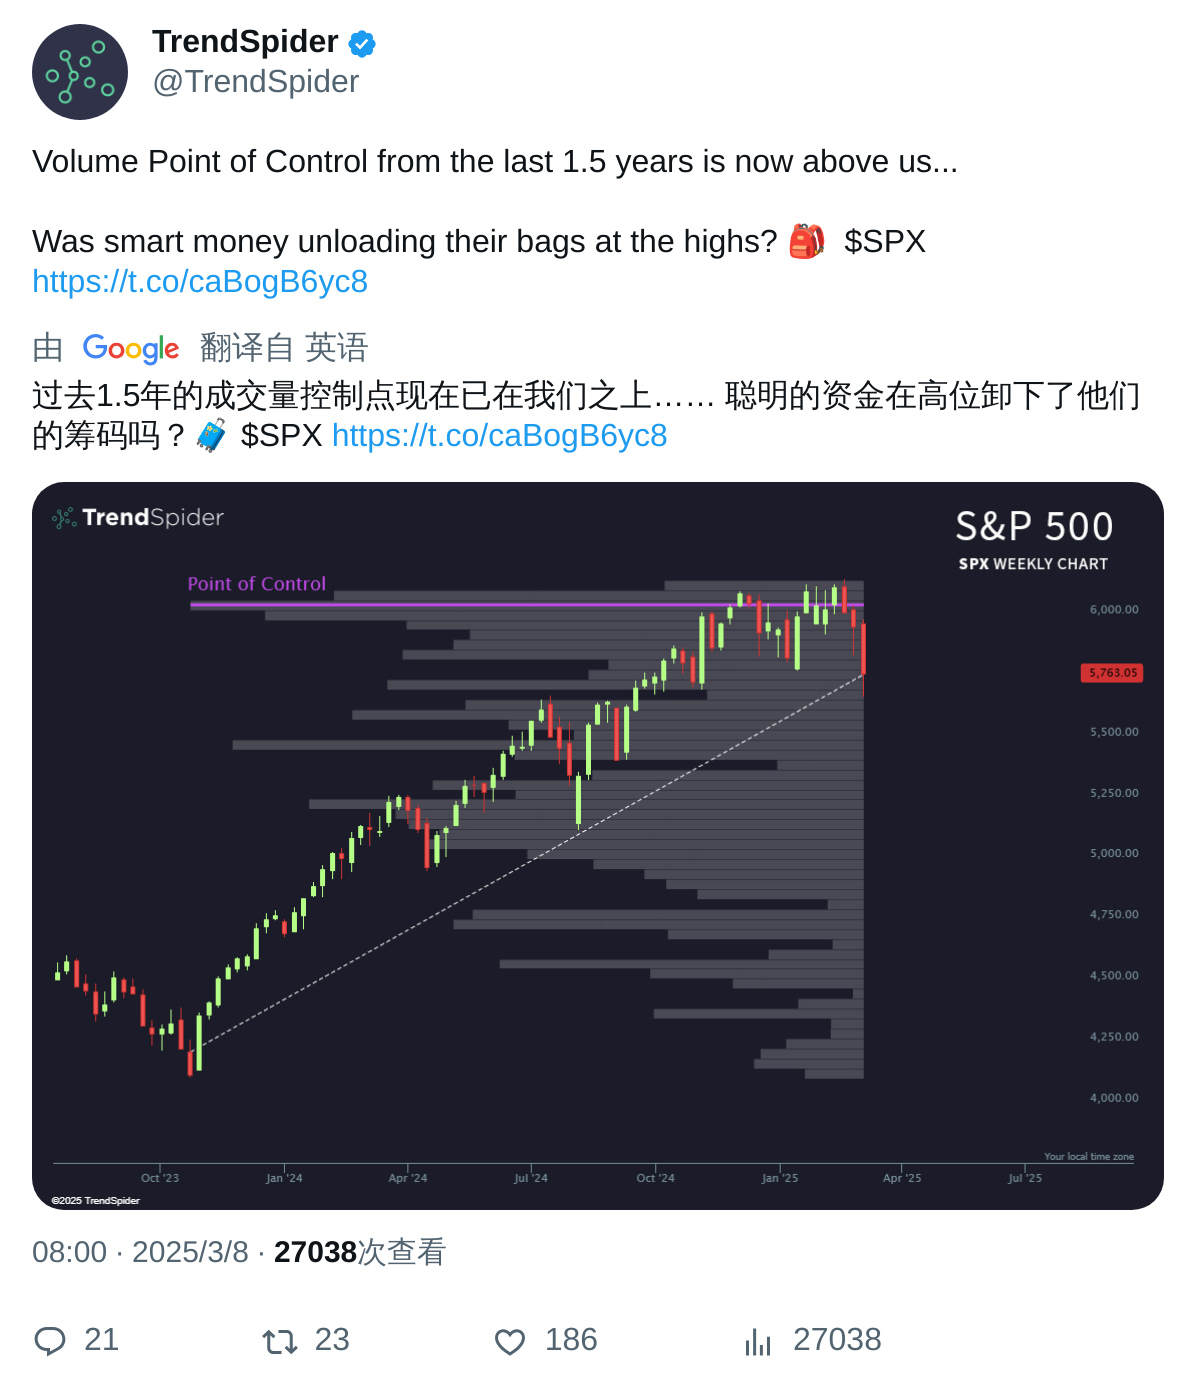 TrendSpider
@TrendSpider
Volume Point of Control from the last 1.5 years is now above us...
Was smart money unloading their bags at the highs? 🎒 $SPX
https://t.co/caBogB6yc8
由 Google 翻译自 英语
过去1.5年的成交量控制点现在已在我们之上…… 聪明的资金在高位卸下了他们
的筹码吗？🧳 $SPX https://t.co/caBogB6yc8
TrendSpider
S&P 500
SPX WEEKLY CHART
Point of Control
6,000.00
5,763.05
5,500.00
5,250.00
5,000.00
4,750.00
4,500.00
4,250.00
4,000.00
Your local time zone
Oct '23 Jan '24 Apr '24 Jul '24 Oct '24 Jan '25 Apr '25 Jul '25
©2025 TrendSpider
08:00 · 2025/3/8 · 27038次查看
21 23 186 27038